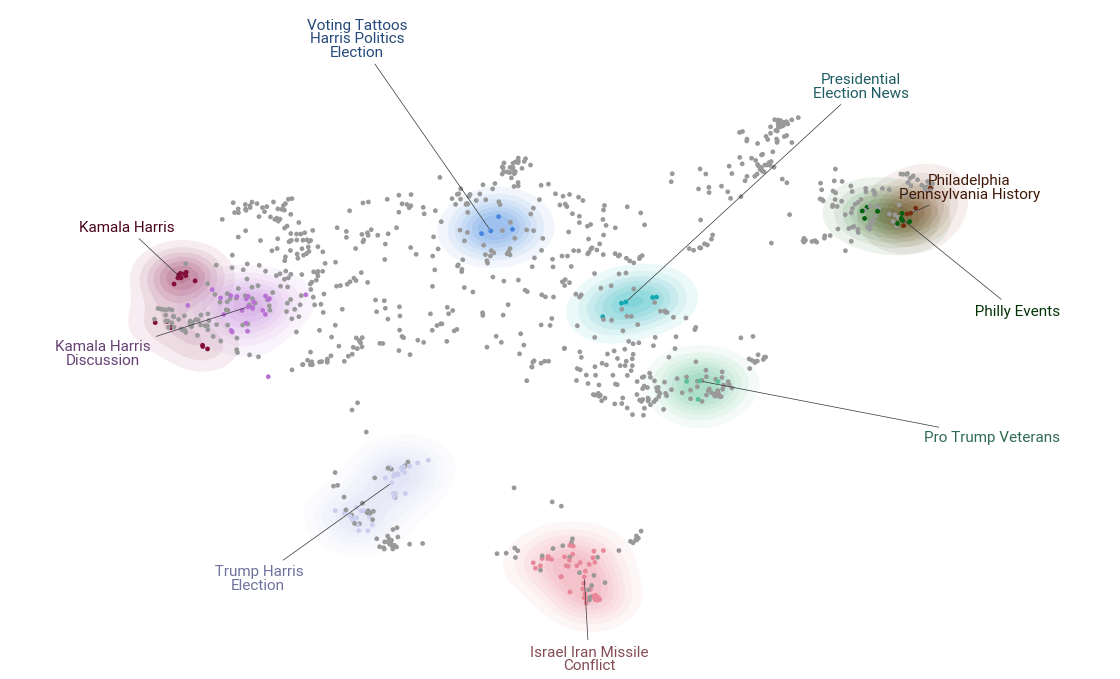 Voting Tattoos
Harris Politics
Election
Presidential
Election News
Philadelphia
Pennsylvania History
Kamala Harris
Philly Events
Kamala Harris
Discussion
Pro Trump Veterans
Trump Harris
Election
Israel Iran Missile
Conflict